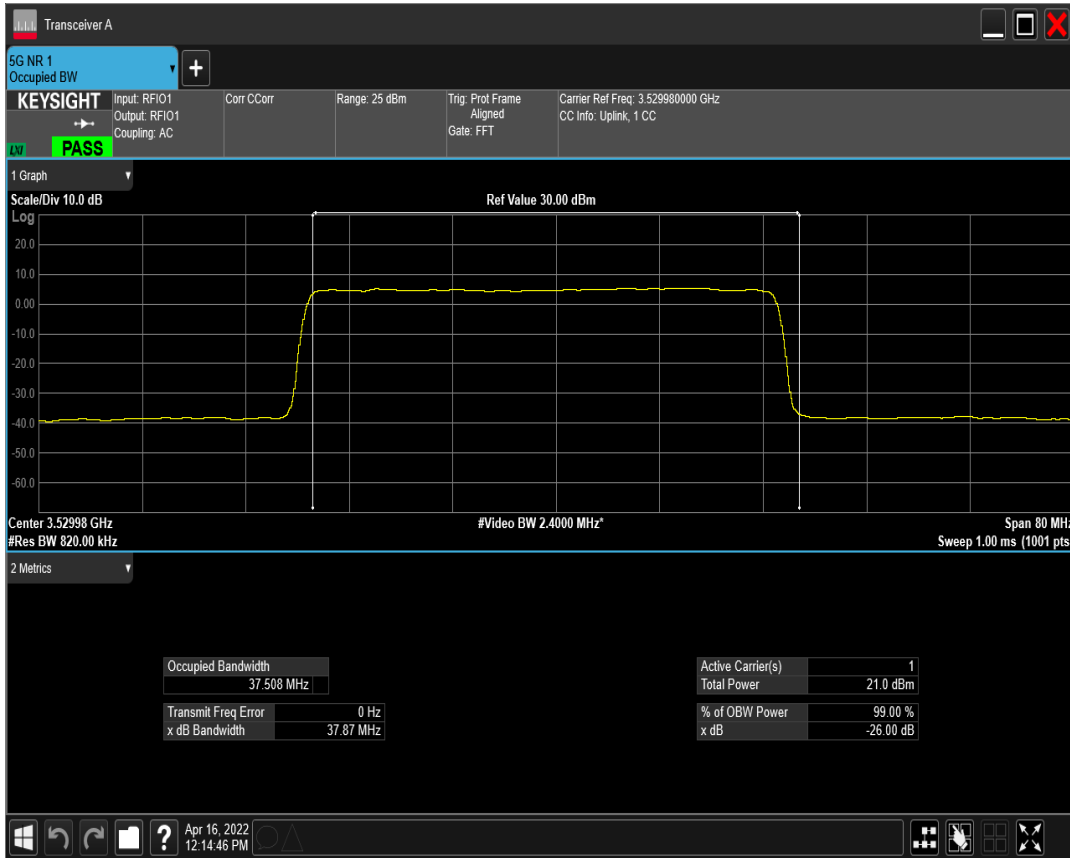 Transceiver A
5G NR 1
Occupied BW
+
KEYSIGHT
LXI
PASS
Input: RFIO1
Output: RFIO1
Coupling: AC
Corr CCorr
Range: 25 dBm
Trig: Prot Frame
Aligned
Gate: FFT
Carrier Ref Freq: 3.529980000 GHz
CC Info: Uplink, 1 CC
1 Graph
Scale/Div 10.0 dB
Ref Value 30.00 dBm
Log
20.0
10.0
0.00
-10.0
-20.0
-30.0
-40.0
-50.0
-60.0
Center 3.52998 GHz
#Video BW 2.4000 MHz*
Span 80 MHz
#Res BW 820.00 kHz
Sweep 1.00 ms (1001 pts
2 Metrics
Occupied Bandwidth
37.508 MHz
Transmit Freq Error 0 Hz
x dB Bandwidth 37.87 MHz
Active Carrier(s) 1
Total Power 21.0 dBm
% of OBW Power 99.00 %
x dB -26.00 dB
?
Apr 16, 2022
12:14:46 PM